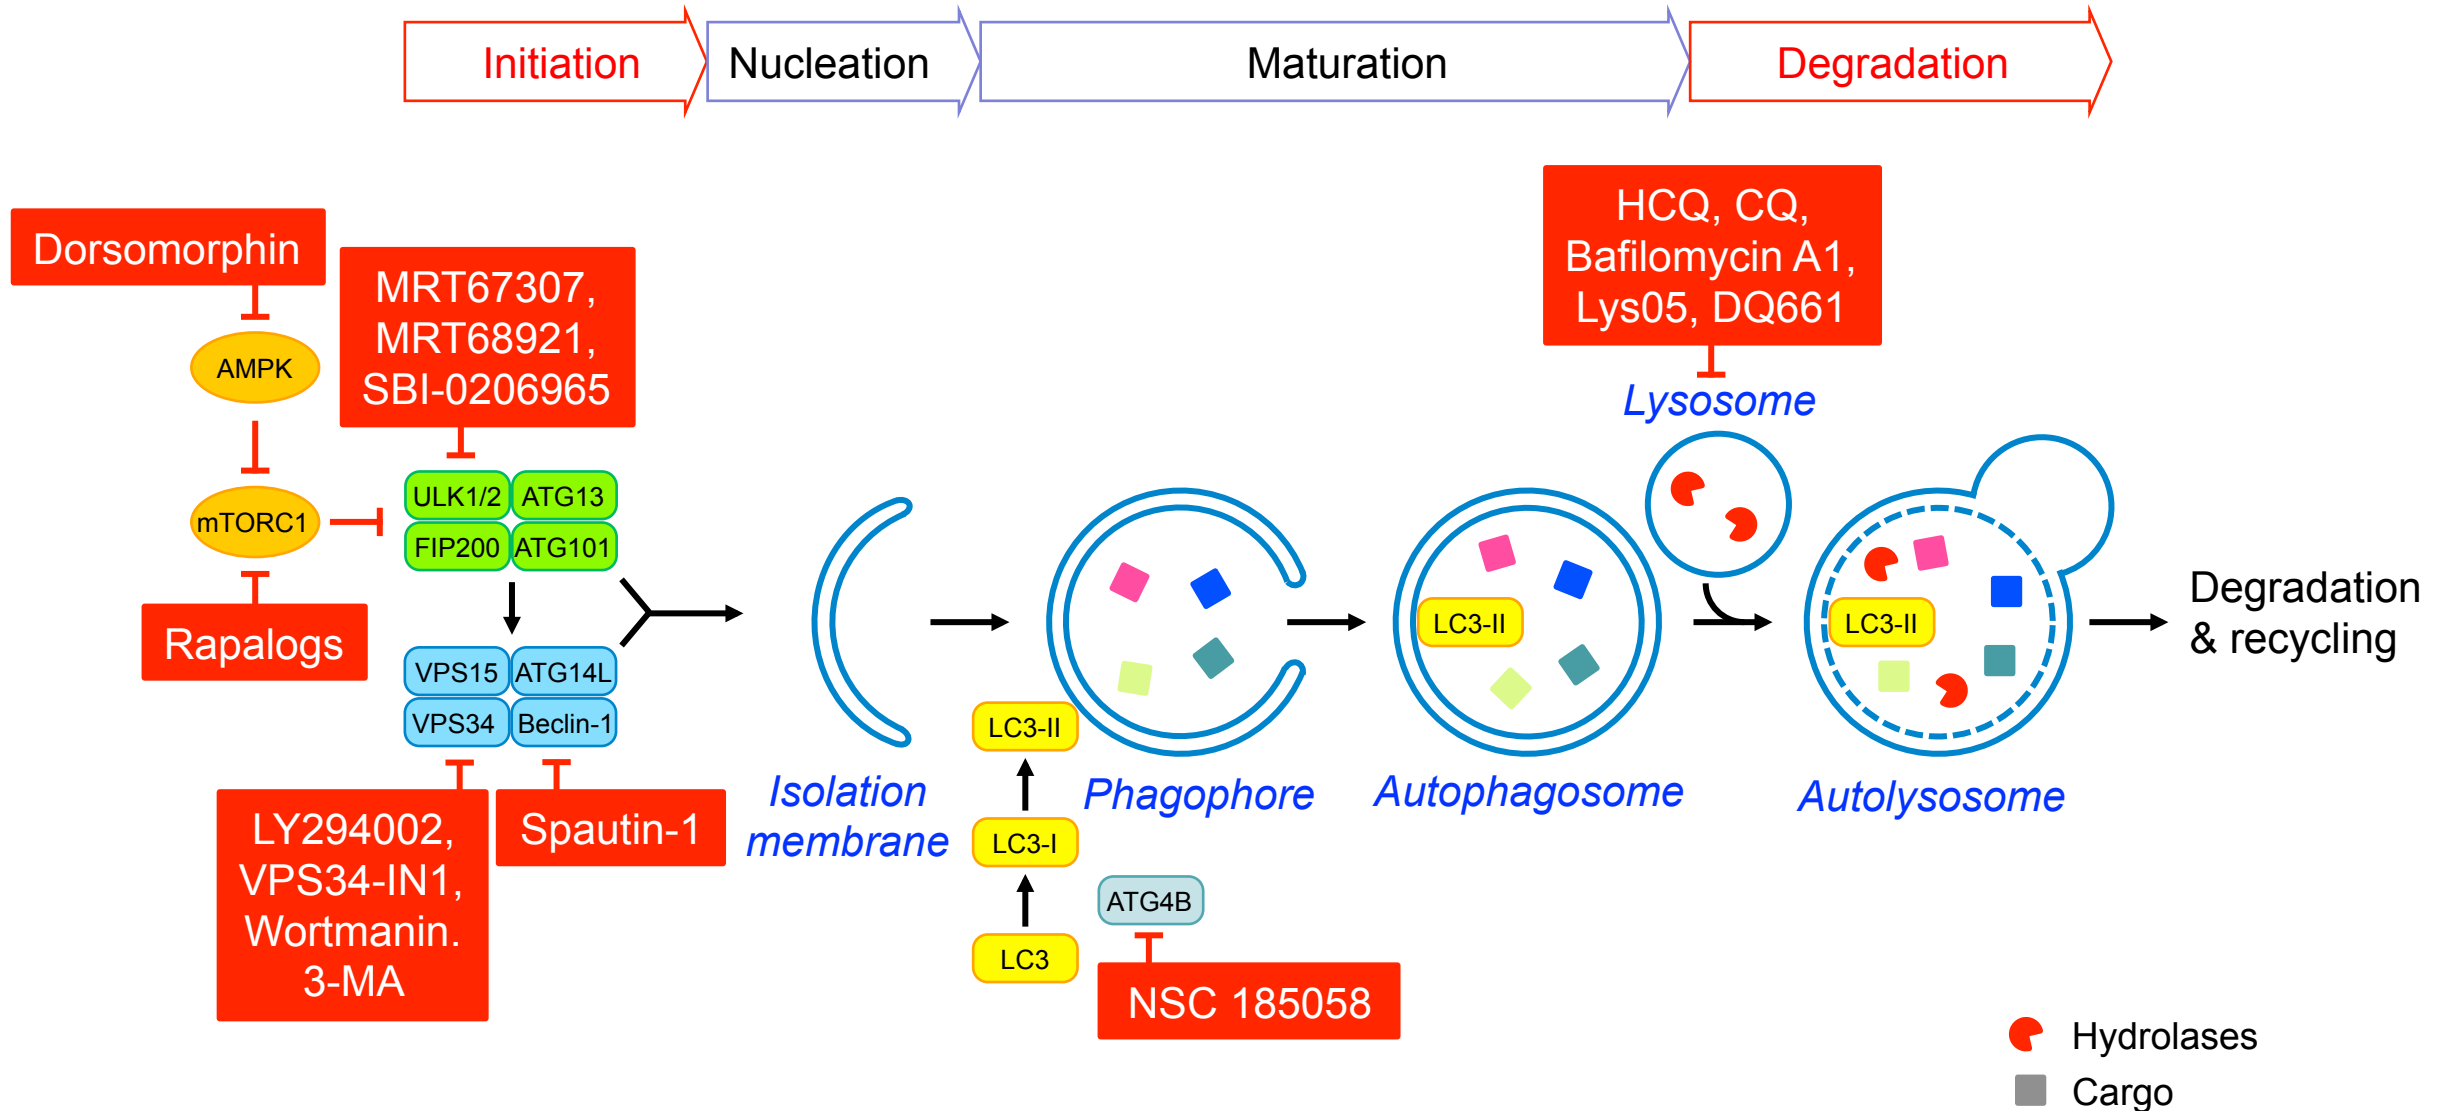 Initiation
Nucleation
Maturation
Degradation
Dorsomorphin
AMPK
mTORC1
Rapalogs
MRT67307,
MRT68921,
SBI-0206965
ULK1/2
ATG13
FIP200
ATG101
VPS15
ATG14L
VPS34
Beclin-1
LY294002,
VPS34-IN1,
Wortmanin.
3-MA
Spautin-1
Isolation
membrane
LC3-II
LC3-I
LC3
ATG4B
NSC 185058
Phagophore
LC3-II
Autophagosome
HCQ, CQ,
Bafilomycin A1,
Lys05, DQ661
Lysosome
LC3-II
Autolysosome
Degradation
& recycling
Hydrolases
Cargo